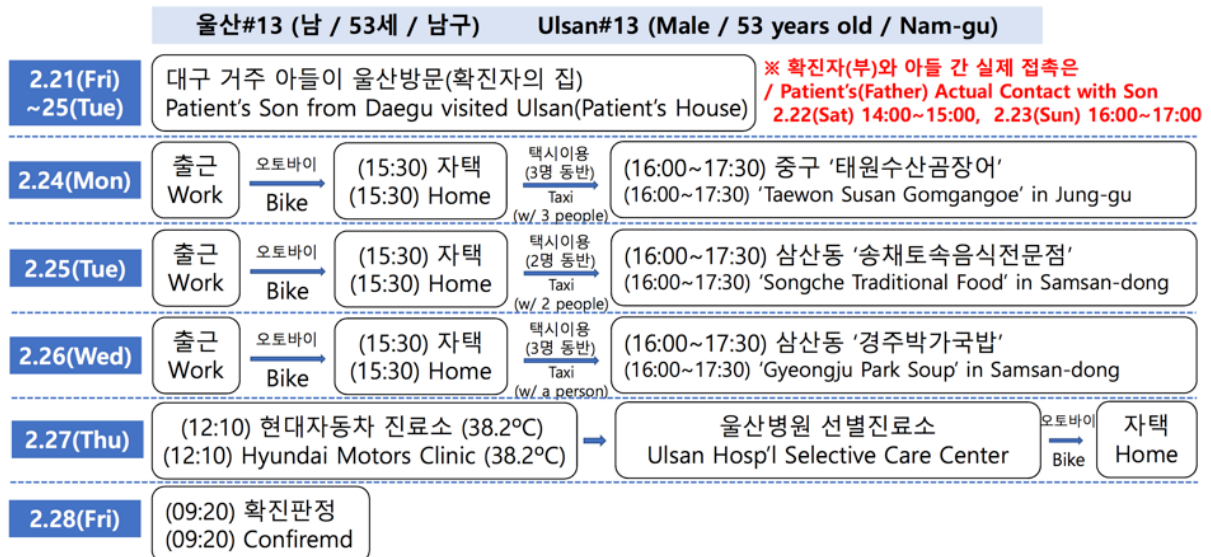 울산#13 (남 / 53세 / 남구) Ulsan#13 (Male / 53 years old / Nam-gu)
2.21(Fri)
~25(Tue)
대구 거주 아들이 울산방문(확진자의 집)
Patient's Son from Daegu visited Ulsan(Patient's House)
※ 확진자(부)와 아들 간 실제 접촉은
/ Patient's(Father) Actual Contact with Son
2.22(Sat) 14:00~15:00, 2.23(Sun) 16:00~17:00
2.24(Mon)
출근
Work
오토바이
Bike
(15:30) 자택
(15:30) Home
택시이용
(3명 동반)
Taxi
(w/ 3 people)
(16:00~17:30) 중구 '태원수산곰장어'
(16:00~17:30) 'Taewon Susan Gomgangoe' in Jung-gu
2.25(Tue)
출근
Work
오토바이
Bike
(15:30) 자택
(15:30) Home
택시이용
(2명 동반)
Taxi
(w/ 2 people)
(16:00~17:30) 삼산동 '송채토속음식전문점'
(16:00~17:30) 'Songche Traditional Food' in Samsan-dong
2.26(Wed)
출근
Work
오토바이
Bike
(15:30) 자택
(15:30) Home
택시이용
(3명 동반)
Taxi
(w/ a person)
(16:00~17:30) 삼산동 '경주박가국밥'
(16:00~17:30) 'Gyeongju Park Soup' in Samsan-dong
2.27(Thu)
(12:10) 현대자동차 진료소 (38.2ºC)
(12:10) Hyundai Motors Clinic (38.2ºC)
울산병원 선별진료소
Ulsan Hosp'l Selective Care Center
오토바이
Bike
자택
Home
2.28(Fri)
(09:20) 확진판정
(09:20) Confiremd